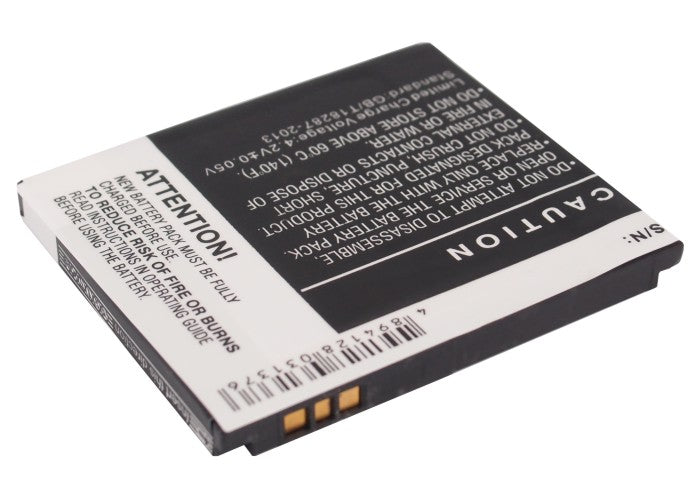 CAUTION
•DO NOT ATTEMPT TO DISASSEMBLE,
OPEN OR SERVICE THE BATTERY PACK.
•REPLACE ONLY WITH THE BATTERY
PACK DESIGNATED FOR THIS PRODUCT.
•DO NOT CRUSH, PUNCTURE, SHORT
EXTERNAL CONTACTS OR DISPOSE OF
IN FIRE OR WATER.
•DO NOT STORE ABOVE 60°C (140°F).
Limited Charge Voltage:4.2V±0.05V
Standard:GB/T18287-2013
S/N:
ATTENTION!
NEW BATTERY PACK MUST BE FULLY
CHARGED BEFORE USE.
TO REDUCE RISK OF FIRE OR BURNS
READ INSTRUCTIONS IN OPERATING GUIDE
BEFORE USING THE BATTERY.
4894128031376